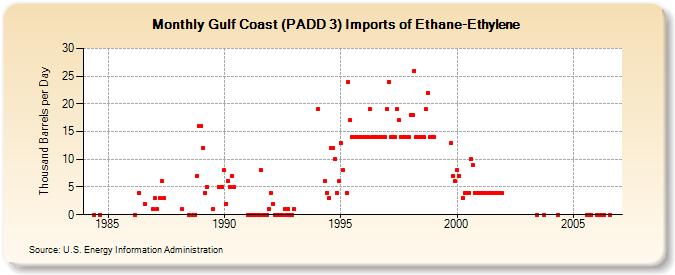 Monthly Gulf Coast (PADD 3) Imports of Ethane-Ethylene
Thousand Barrels per Day
30
25
20
15
10
5
0
1985 1990 1995 2000 2005
Source: U.S. Energy Information Administration